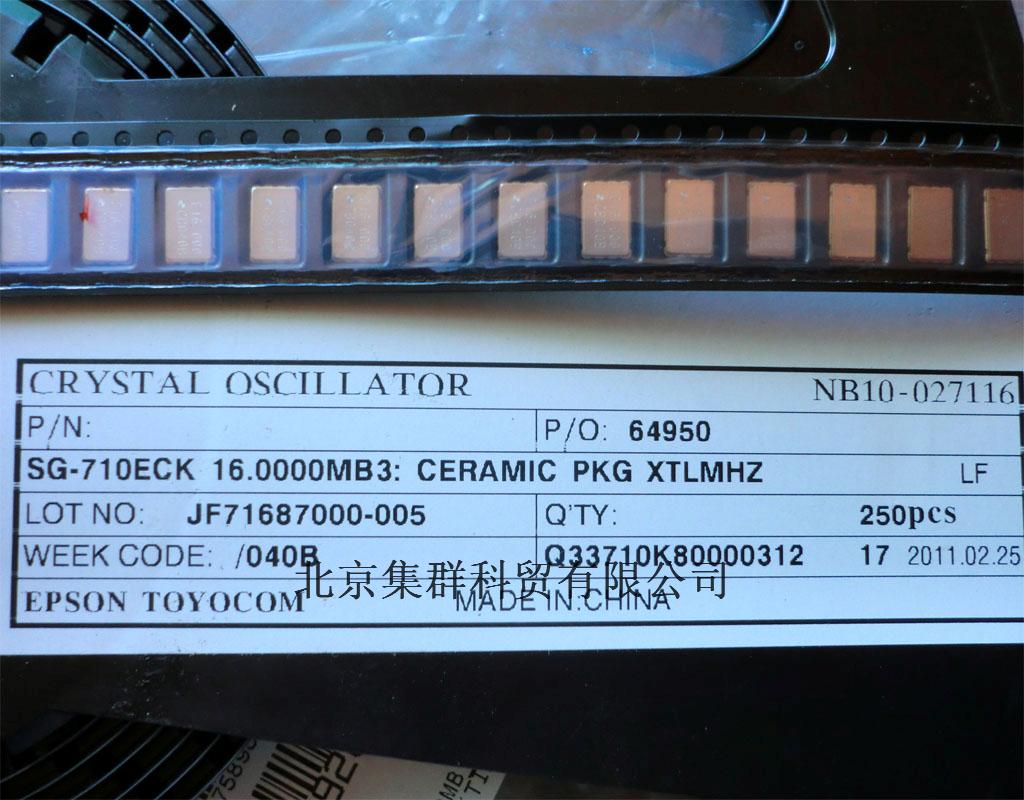 CRYSTAL OSCILLATOR NB10-027116
P/N: P/O: 64950
SG-710ECK 16.0000MB3: CERAMIC PKG XTLMHZ LF
LOT NO: JF71687000-005 Q'TY: 250pcs
WEEK CODE: /040B Q33710K80000312 17 2011.02.25
北京集群科贸有限公司
EPSON TOYOCOM MADE IN:CHINA